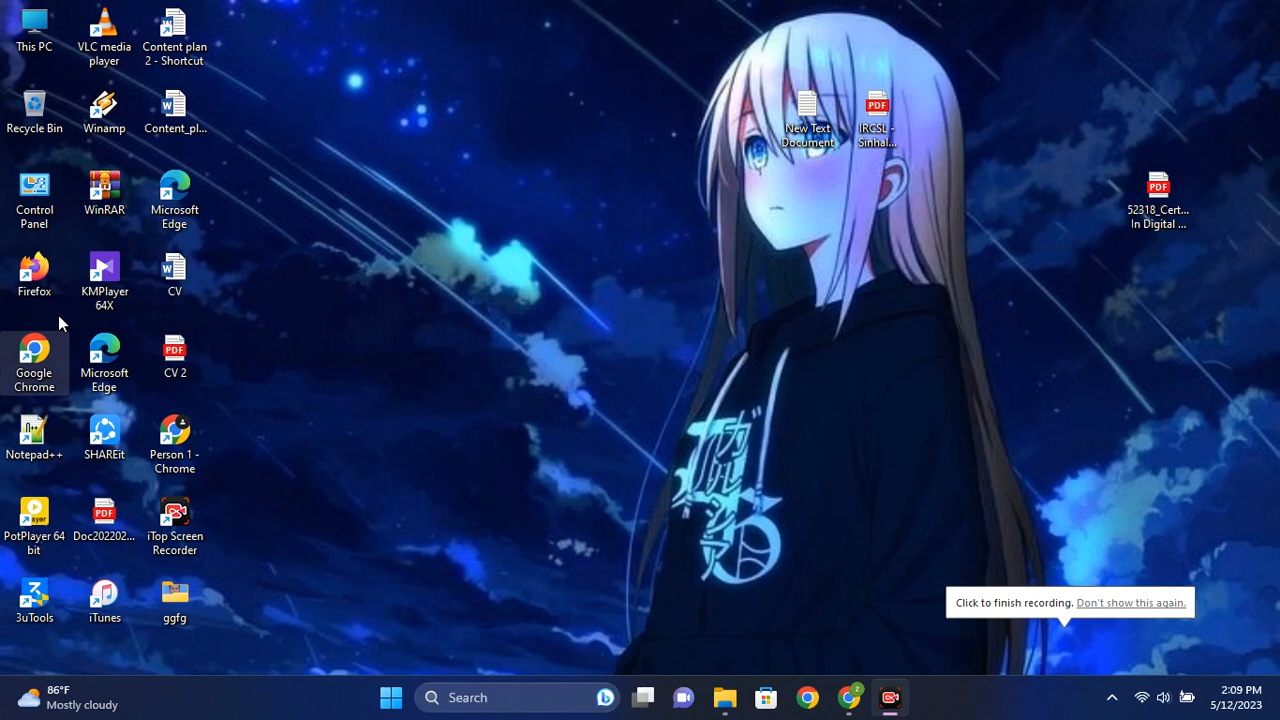 This PC
VLC media
player
Content plan
2 - Shortcut
Recycle Bin
Winamp
Content_pl...
New Text
Document
IRCSL -
Sinhal...
Control
Panel
WinRAR
Microsoft
Edge
52318_Cert...
In Digital ...
Firefox
KMPlayer
64X
CV
Google
Chrome
Microsoft
Edge
CV 2
Notepad++
SHAREit
Person 1 -
Chrome
PotPlayer 64
bit
Doc202202...
iTop Screen
Recorder
3uTools
iTunes
ggfg
Click to finish recording. Don't show this again.
86°F
Mostly cloudy
Search
2:09 PM
5/12/2023